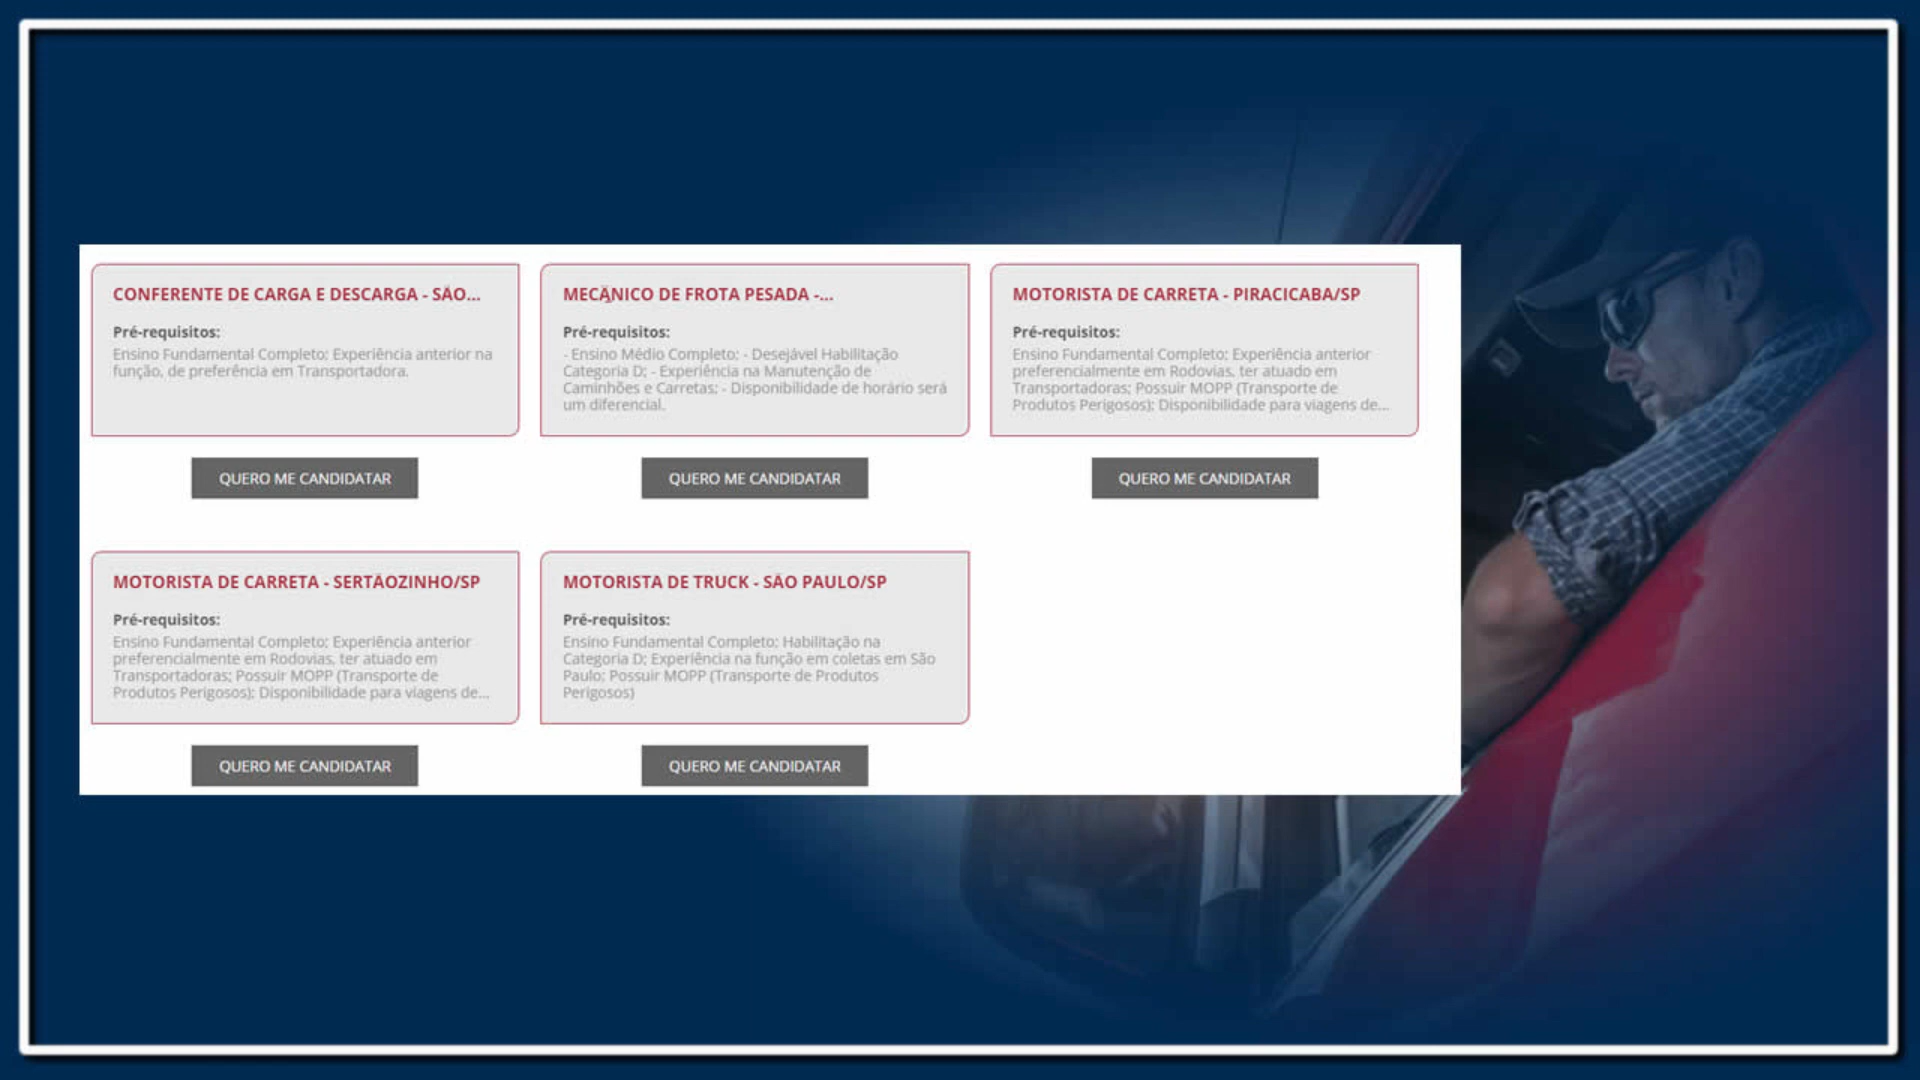 CONFERENTE DE CARGA E DESCARGA - SÃO...
Pré-requisitos:
Ensino Fundamental Completo; Experiência anterior na
função, de preferência em Transportadora.
QUERO ME CANDIDATAR
MECÂNICO DE FROTA PESADA -...
Pré-requisitos:
- Ensino Médio Completo; - Desejável Habilitação
Categoria D; - Experiência na Manutenção de
Caminhões e Carretas; - Disponibilidade de horário será
um diferencial.
QUERO ME CANDIDATAR
MOTORISTA DE CARRETA - PIRACICABA/SP
Pré-requisitos:
Ensino Fundamental Completo; Experiência anterior
preferencialmente em Rodovias, ter atuado em
Transportadoras; Possuir MOPP (Transporte de
Produtos Perigosos); Disponibilidade para viagens de...
QUERO ME CANDIDATAR
MOTORISTA DE CARRETA - SERTÃOZINHO/SP
Pré-requisitos:
Ensino Fundamental Completo; Experiência anterior
preferencialmente em Rodovias, ter atuado em
Transportadoras; Possuir MOPP (Transporte de
Produtos Perigosos); Disponibilidade para viagens de...
QUERO ME CANDIDATAR
MOTORISTA DE TRUCK - SÃO PAULO/SP
Pré-requisitos:
Ensino Fundamental Completo; Habilitação na
Categoria D; Experiência na função em coletas em São
Paulo; Possuir MOPP (Transporte de Produtos
Perigosos)
QUERO ME CANDIDATAR